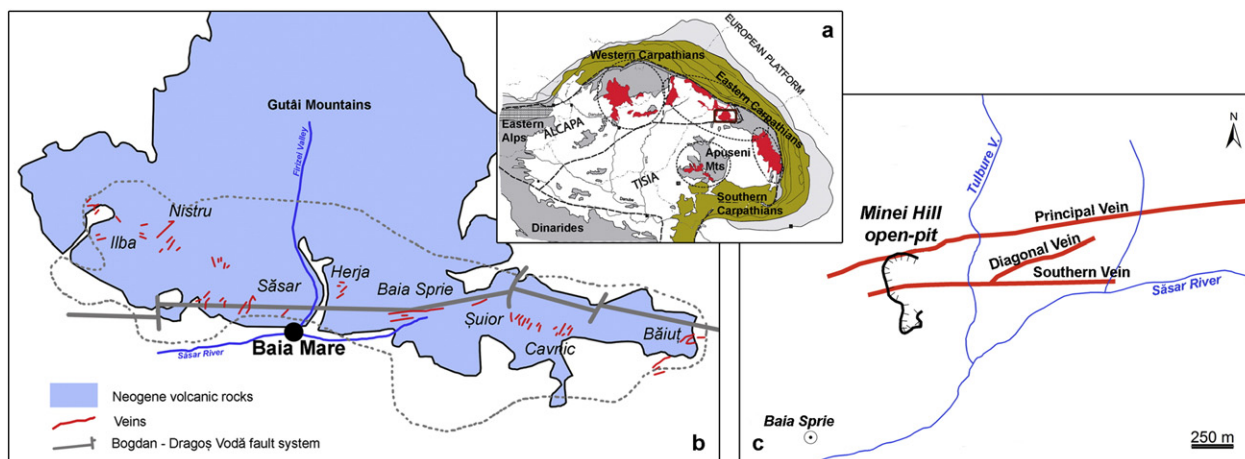 Gutâi Mountains
Firizei Valley
Nistru
Ilba
Săsar
Herja
Baia Sprie
Șuior
Cavnic
Băiuț
Baia Mare
Săsar River
Neogene volcanic rocks
Veins
Bogdan - Dragoș Vodă fault system
b
a
EUROPEAN PLATFORM
Western Carpathians
Eastern Carpathians
Eastern
Alps
ALCAPA
Apuseni
Mts
TISIA
Danube
Southern
Carpathians
Dinarides
N
Tulbure V.
Minei Hill
open-pit
Principal Vein
Diagonal Vein
Southern Vein
Săsar River
Baia Sprie
250 m
c